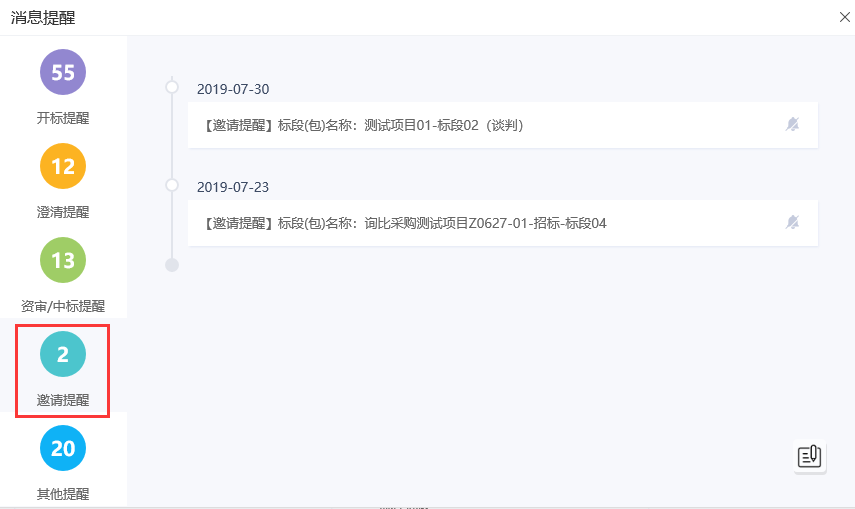 消息提醒
55
开标提醒
12
澄清提醒
13
资审/中标提醒
2
邀请提醒
20
其他提醒
2019-07-30
【邀请提醒】标段(包)名称：测试项目01-标段02（谈判）
2019-07-23
【邀请提醒】标段(包)名称：询比采购测试项目Z0627-01-招标-标段04